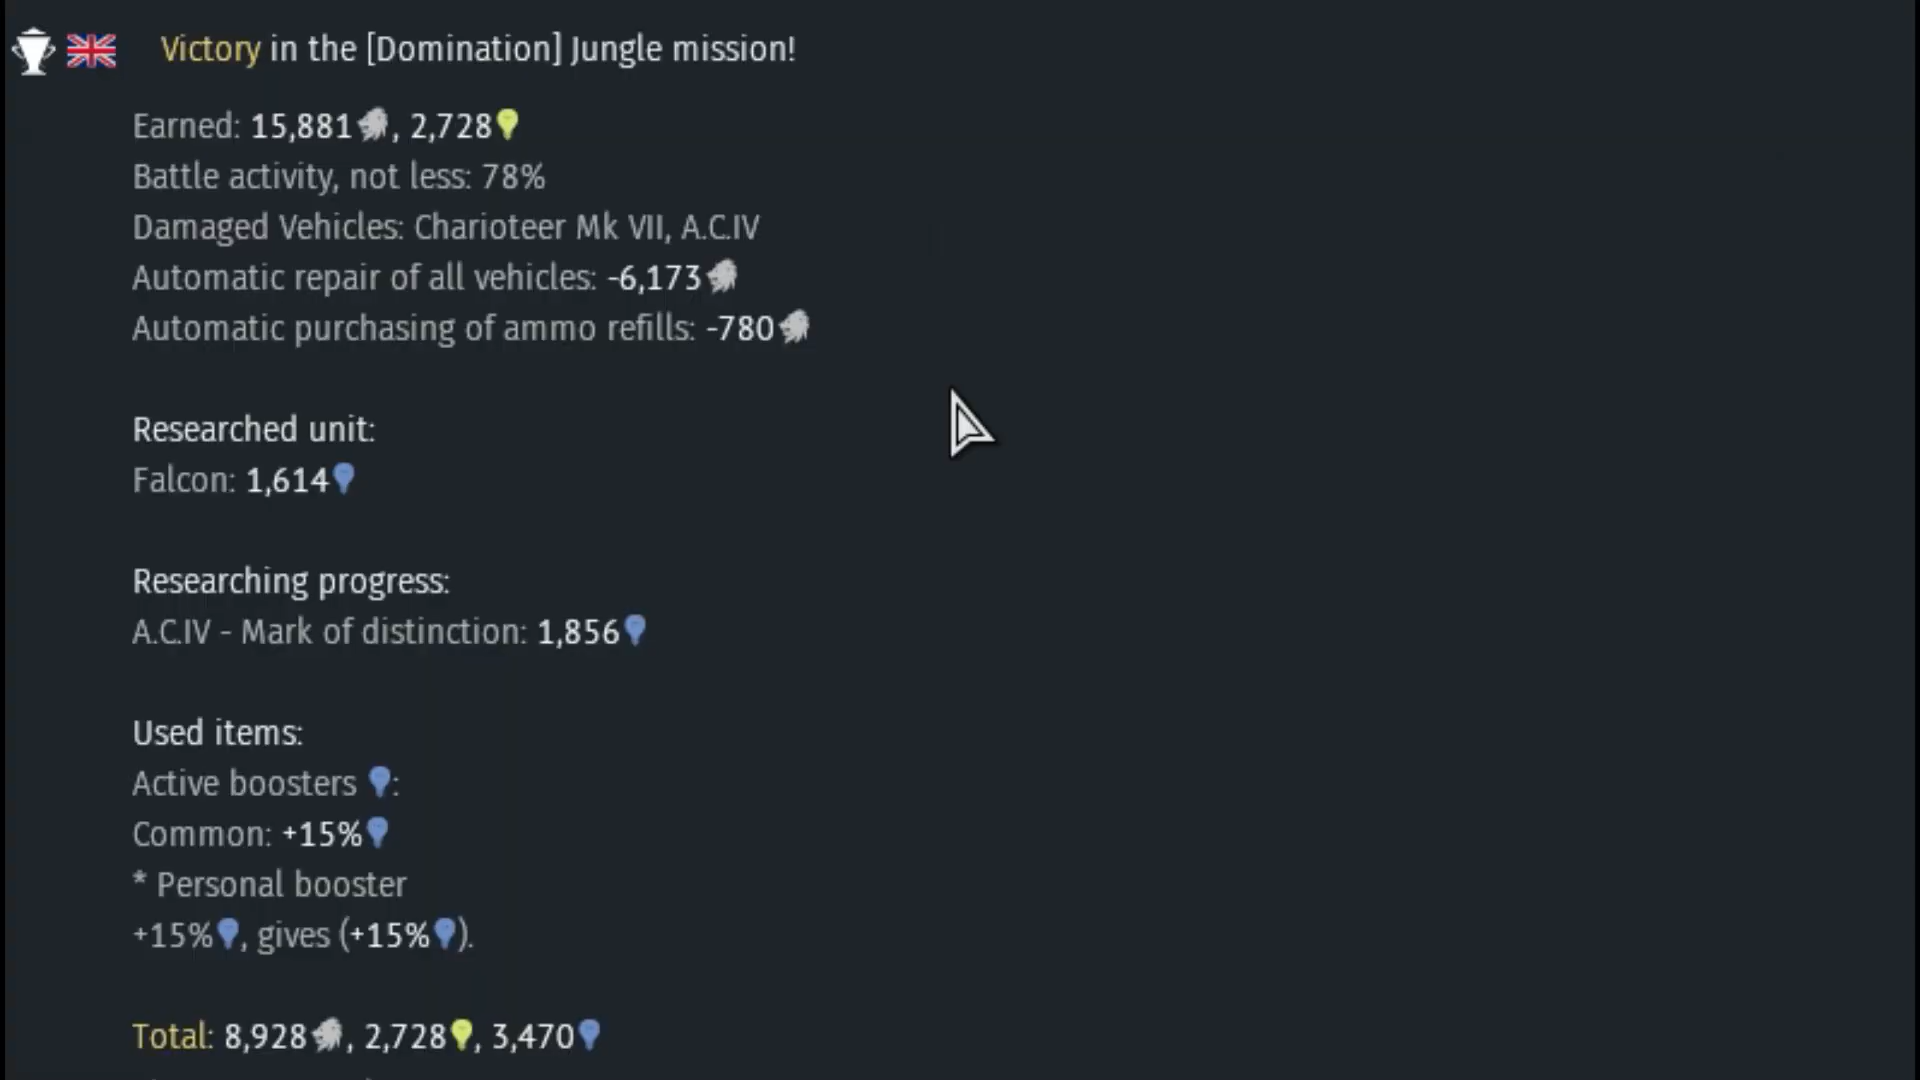 Victory in the [Domination] Jungle mission!
Earned: 15,881, 2,728
Battle activity, not less: 78%
Damaged Vehicles: Charioteer Mk VII, A.C.IV
Automatic repair of all vehicles: -6,173
Automatic purchasing of ammo refills: -780
Researched unit:
Falcon: 1,614
Researching progress:
A.C.IV - Mark of distinction: 1,856
Used items:
Active boosters :
Common: +15%
* Personal booster
+15%, gives (+15%).
Total: 8,928, 2,728, 3,470